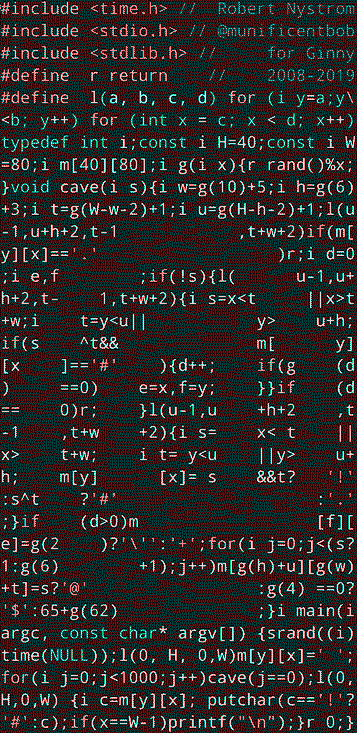 #include <time.h> //  Robert Nystrom
#include <stdio.h> // @munificentbob
#include <stdlib.h> //     for Ginny
#define  r return    //    2008-2019
#define  l(a, b, c, d) for (i y=a;y\
<b; y++) for (int x = c; x < d; x++)
typedef int i;const i H=40;const i W
=80;i m[40][80];i g(i x){r rand()%x;
}void cave(i s){i w=g(10)+5;i h=g(6)
+3;i t=g(W-w-2)+1;i u=g(H-h-2)+1;l(u
-1,u+h+2,t-1            ,t+w+2)if(m[
y][x]=='.'                  )r;i d=0
;i e,f        ;if(!s){l(      u-1,u+
h+2,t-    1,t+w+2){i s=x<t     ||x>t
+w;i    t=y<u||           y>    u+h;
if(s    ^t&&              m[      y]
[x    ]=='#'    ){d++;    if(g    (d
)     ==0)    e=x,f=y;    }}if    (d
==    0)r;    }l(u-1,u    +h+2    ,t
-1    ,t+w    +2){i s=    x< t    ||
x>    t+w;    i t= y<u    ||y>    u+
h;    m[y]    [x]= s    &&t?    '!'
:s^t    ?'#'                  :'.'
;}if    (d>0)m                  [f][
e]=g(2    )?'\'':'+';for(i j=0;j<(s?
1:g(6)        +1);j++)m[g(h)+u][g(w)
+t]=s?'@'                 :g(4) ==0?
'$':65+g(62)              ;}i main(i
argc, const char* argv[]) {srand((i)
time(NULL));l(0, H, 0,W)m[y][x]=' ';
for(i j=0;j<1000;j++)cave(j==0);l(0,
H,0,W) {i c=m[y][x]; putchar(c=='!'?
'#':c);if(x==W-1)printf("\n");}r 0;}